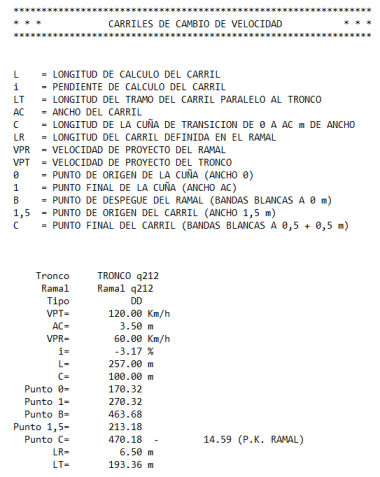 ****************************************************************
* * *            CARRILES DE CAMBIO DE VELOCIDAD           * * *
****************************************************************
L    = LONGITUD DE CALCULO DEL CARRIL
i    = PENDIENTE DE CALCULO DEL CARRIL
LT   = LONGITUD DEL TRAMO DEL CARRIL PARALELO AL TRONCO
AC   = ANCHO DEL CARRIL
C    = LONGITUD DE LA CUÑA DE TRANSICION DE 0 A AC m DE ANCHO
LR   = LONGITUD DEL CARRIL DEFINIDA EN EL RAMAL
VPR  = VELOCIDAD DE PROYECTO DEL RAMAL
VPT  = VELOCIDAD DE PROYECTO DEL TRONCO
0    = PUNTO DE ORIGEN DE LA CUÑA (ANCHO 0)
1    = PUNTO FINAL DE LA CUÑA (ANCHO AC)
B    = PUNTO DE DESPEGUE DEL RAMAL (BANDAS BLANCAS A 0 m)
1,5  = PUNTO DE ORIGEN DEL CARRIL (ANCHO 1,5 m)
C    = PUNTO FINAL DEL CARRIL (BANDAS BLANCAS A 0,5 + 0,5 m)
Tronco     TRONCO q212
Ramal     Ramal q212
Tipo           DD
VPT=       120.00 Km/h
AC=         3.50 m
VPR=        60.00 Km/h
i=        -3.17 %
L=       257.00 m
C=       100.00 m
Punto 0=       170.32
Punto 1=       270.32
Punto B=       463.68
Punto 1,5=       213.18
Punto C=       470.18  -        14.59 (P.K. RAMAL)
LR=         6.50 m
LT=       193.36 m